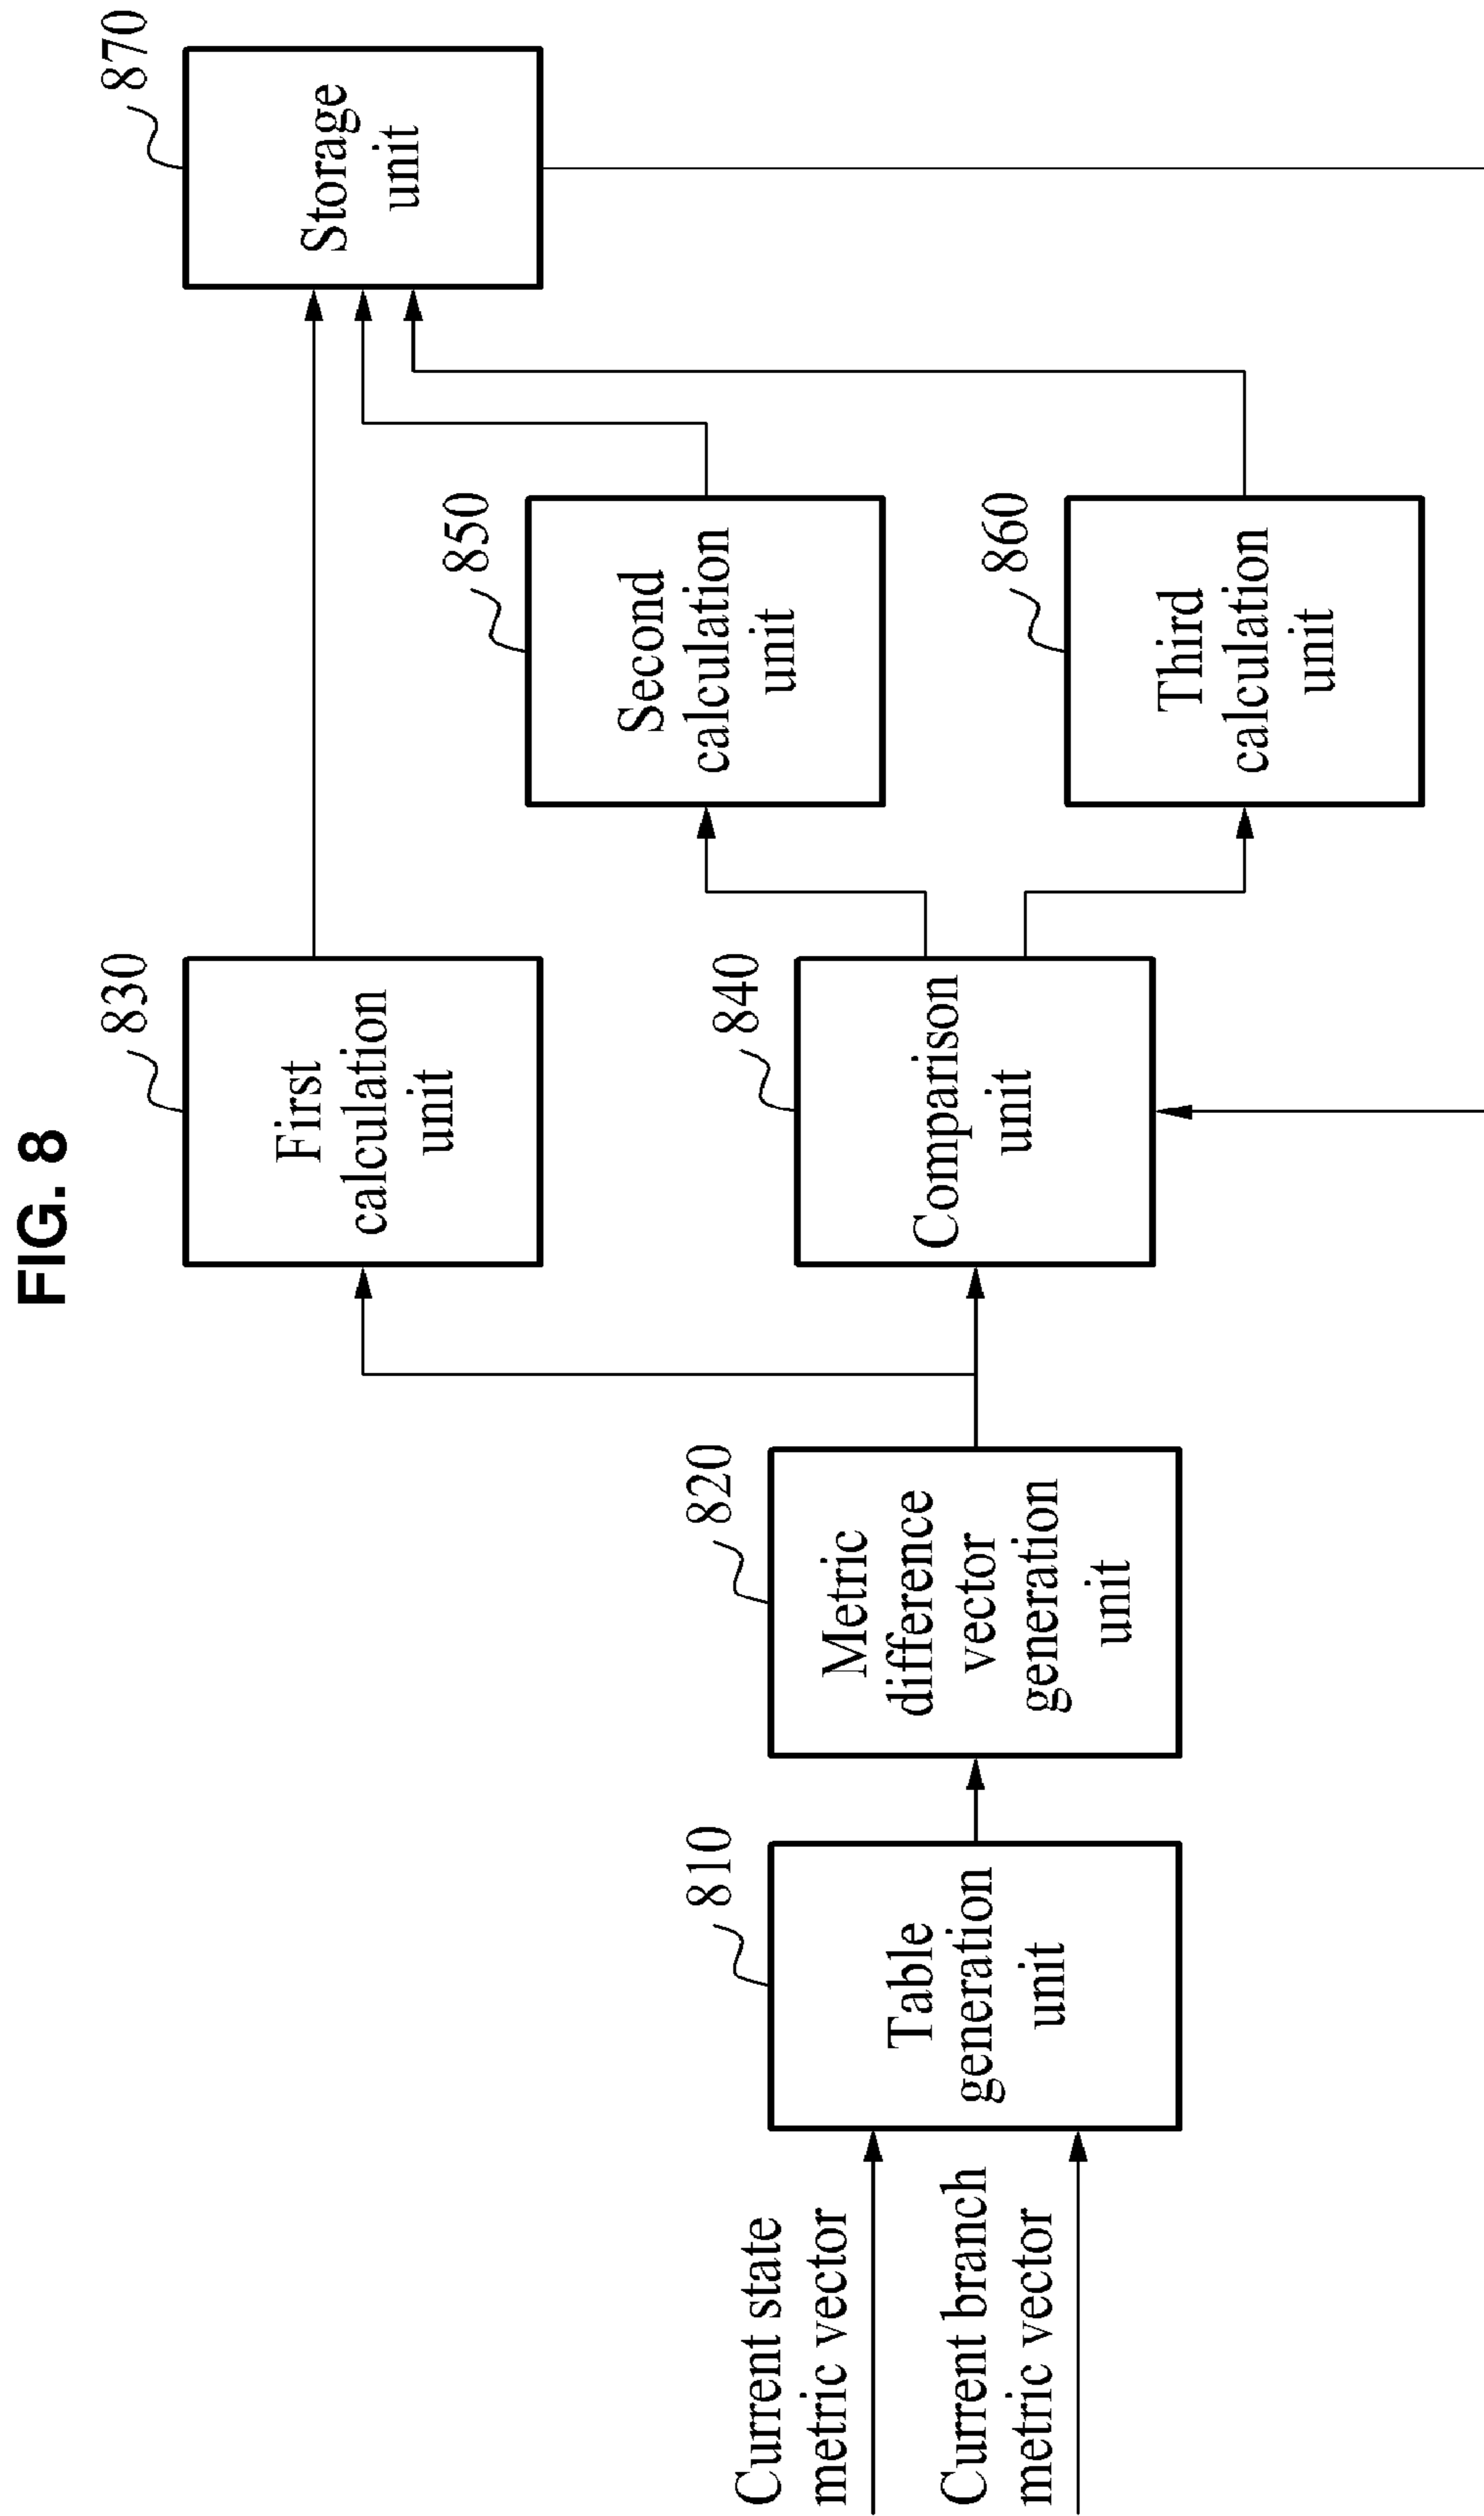 FIG. 8
Current state
metric vector
Current branch
metric vector
810
Table
generation
unit
820
Metric
difference
vector
generation
unit
830
First
calculation
unit
840
Comparison
unit
850
Second
calculation
unit
860
Third
calculation
unit
870
Storage
unit